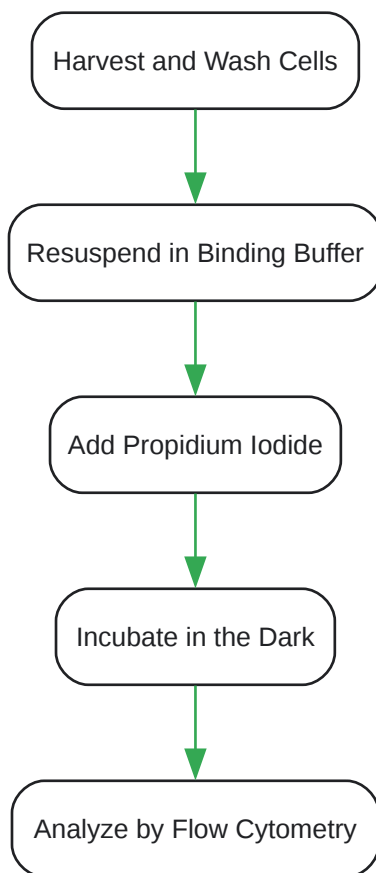 Harvest and Wash Cells
Resuspend in Binding Buffer
Add Propidium Iodide
Incubate in the Dark
Analyze by Flow Cytometry